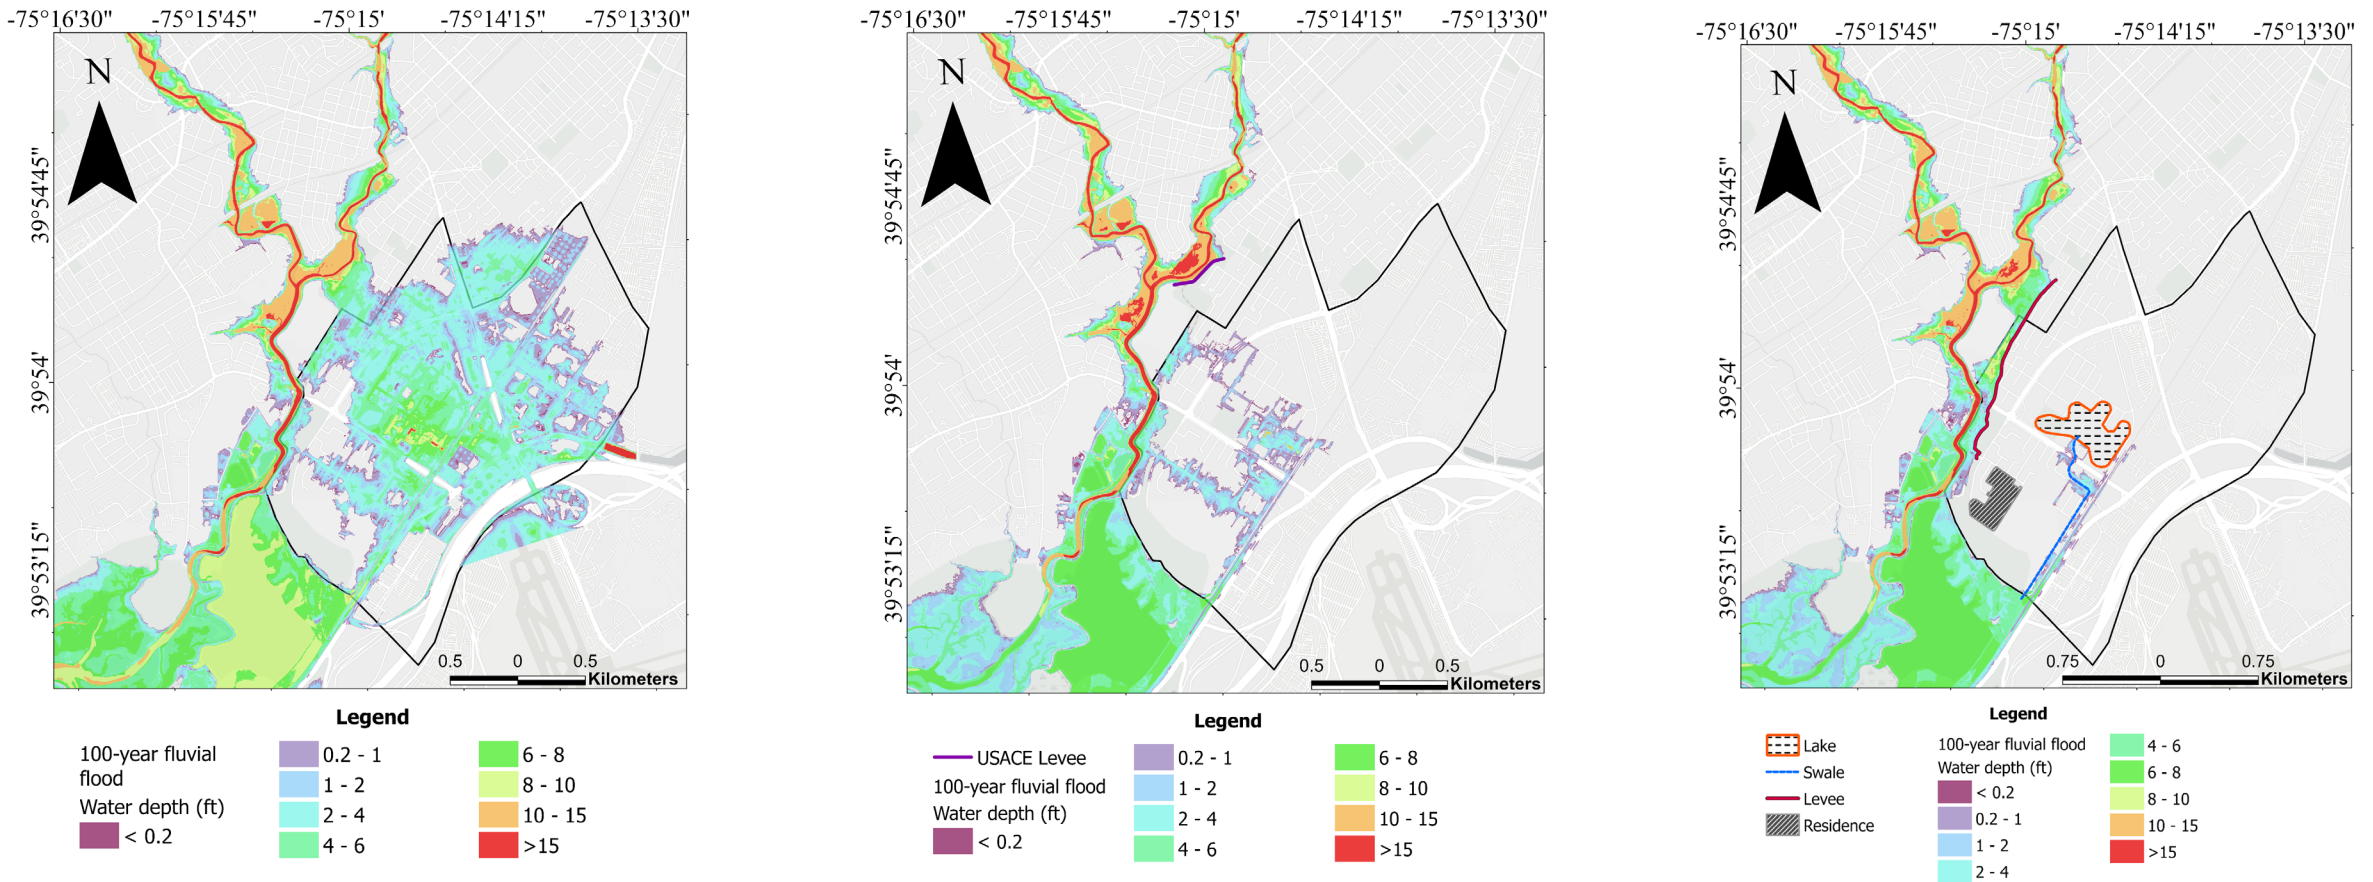 -75°16'30" -75°15'45" -75°15' -75°14'15" -75°13'30"
N
39°54'45"
39°54'
39°53'15"
0.5 0 0.5
Kilometers
Legend
100-year fluvial
flood
Water depth (ft)
< 0.2
0.2 - 1
1 - 2
2 - 4
4 - 6
6 - 8
8 - 10
10 - 15
>15
-75°16'30" -75°15'45" -75°15' -75°14'15" -75°13'30"
N
39°54'45"
39°54'
39°53'15"
0.5 0 0.5
Kilometers
Legend
USACE Levee
100-year fluvial flood
Water depth (ft)
< 0.2
0.2 - 1
1 - 2
2 - 4
4 - 6
6 - 8
8 - 10
10 - 15
>15
-75°16'30" -75°15'45" -75°15' -75°14'15" -75°13'30"
N
39°54'45"
39°54'
39°53'15"
0.75 0 0.75
Kilometers
Legend
Lake
Swale
Levee
Residence
100-year fluvial flood
Water depth (ft)
< 0.2
0.2 - 1
1 - 2
2 - 4
4 - 6
6 - 8
8 - 10
10 - 15
>15